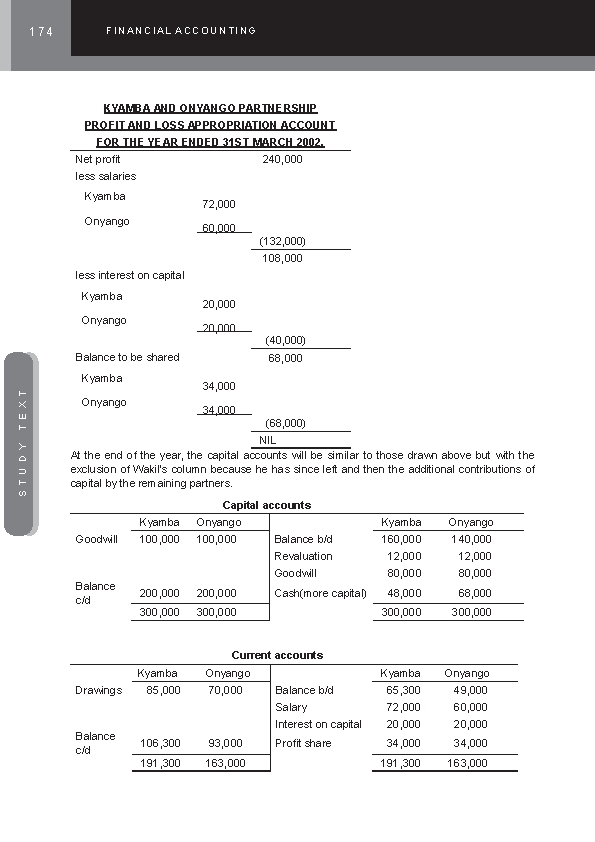 174
FINANCIAL ACCOUNTING
KYAMBA AND ONYANGO PARTNERSHIP
PROFIT AND LOSS APPROPRIATION ACCOUNT
FOR THE YEAR ENDED 31ST MARCH 2002.
Net profit 240,000
less salaries
Kyamba
72,000
Onyango
60,000
(132,000)
108,000
less interest on capital
Kyamba
20,000
Onyango
20,000
(40,000)
Balance to be shared 68,000
Kyamba
34,000
Onyango
34,000
(68,000)
NIL
STUDY TEXT
At the end of the year, the capital accounts will be similar to those drawn above but with the
exclusion of Wakil's column because he has since left and then the additional contributions of
capital by the remaining partners.
Capital accounts
Kyamba Onyango Kyamba Onyango
Goodwill 100,000 100,000 Balance b/d 160,000 140,000
Revaluation 12,000 12,000
Goodwill 80,000 80,000
Balance
c/d 200,000 200,000 Cash(more capital) 48,000 68,000
300,000 300,000 300,000 300,000
Current accounts
Kyamba Onyango Kyamba Onyango
Drawings 85,000 70,000 Balance b/d 65,300 49,000
Salary 72,000 60,000
Interest on capital 20,000 20,000
Balance
c/d 106,300 93,000 Profit share 34,000 34,000
191,300 163,000 191,300 163,000